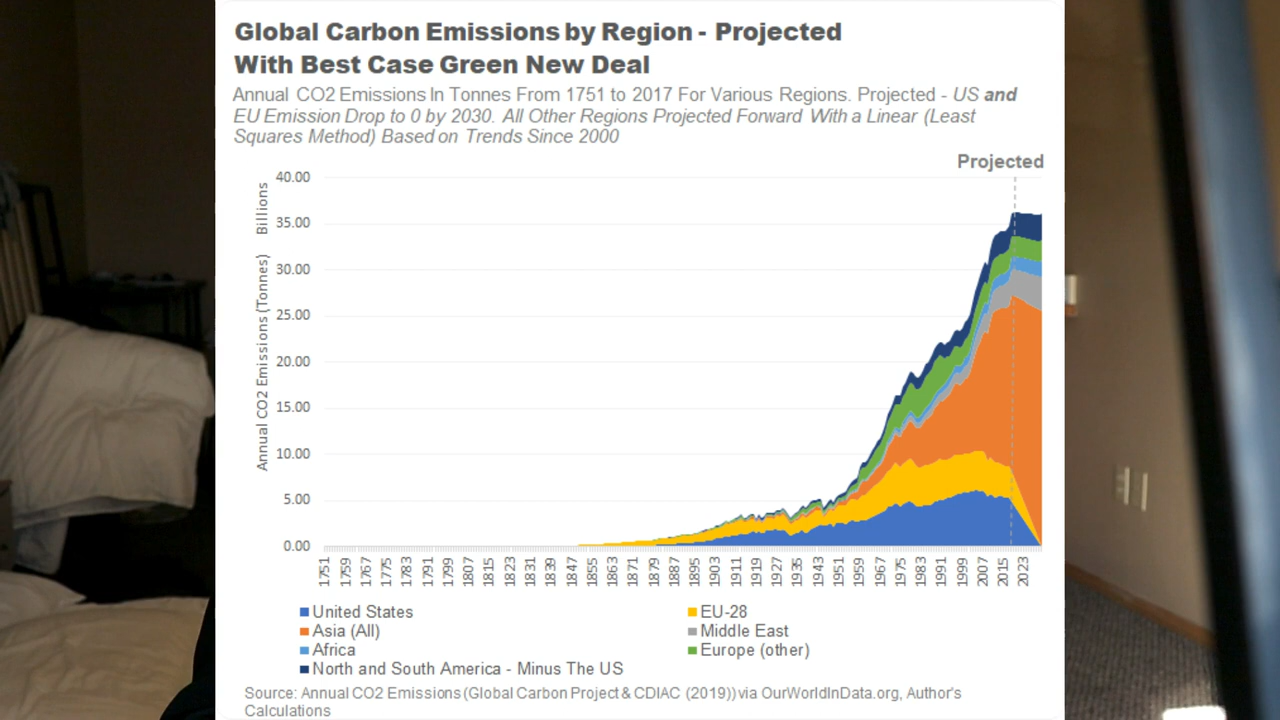 Global Carbon Emissions by Region - Projected
With Best Case Green New Deal
Annual CO2 Emissions In Tonnes From 1751 to 2017 For Various Regions. Projected - US and
EU Emission Drop to 0 by 2030. All Other Regions Projected Forward With a Linear (Least
Squares Method) Based on Trends Since 2000
Projected
Annual CO2 Emissions (Tonnes) Billions
40.00
35.00
30.00
25.00
20.00
15.00
10.00
5.00
0.00
1751 1759 1767 1775 1783 1791 1799 1807 1815 1823 1831 1839 1847 1855 1863 1871 1879 1887 1895 1903 1911 1919 1927 1935 1943 1951 1959 1967 1975 1983 1991 1999 2007 2015 2023
United States EU-28
Asia (All) Middle East
Africa Europe (other)
North and South America - Minus The US
Source: Annual CO2 Emissions (Global Carbon Project & CDIAC (2019)) via OurWorldInData.org, Author's
Calculations